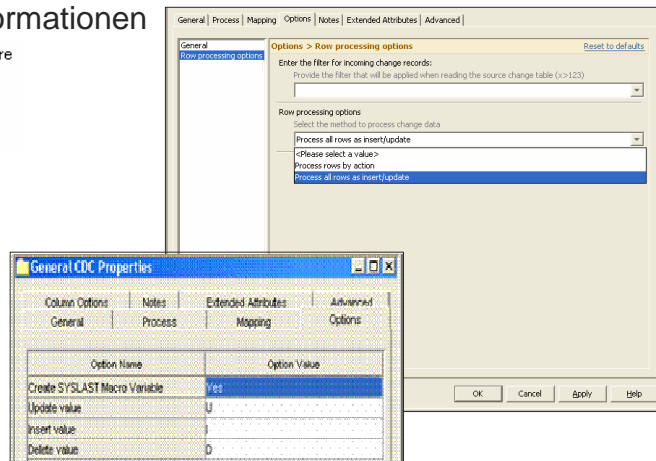 ormationen
re
General | Process | Mapping | Options | Notes | Extended Attributes | Advanced |
General
Row processing options
Options > Row processing options
Reset to defaults
Enter the filter for incoming change records:
Provide the filter that will be applied when reading the source change table (x>123)
Row processing options
Select the method to process change data
Process all rows as insert/update
<Please select a value>
Process rows by action
Process all rows as insert/update
OK Cancel Apply Help
General CDC Properties
Column Options Notes Extended Attributes Advanced
General Process Mapping Options
Option Name Option Value
Create SYSLAST Macro Variable Yes
Update value U
Insert value I
Delete value D